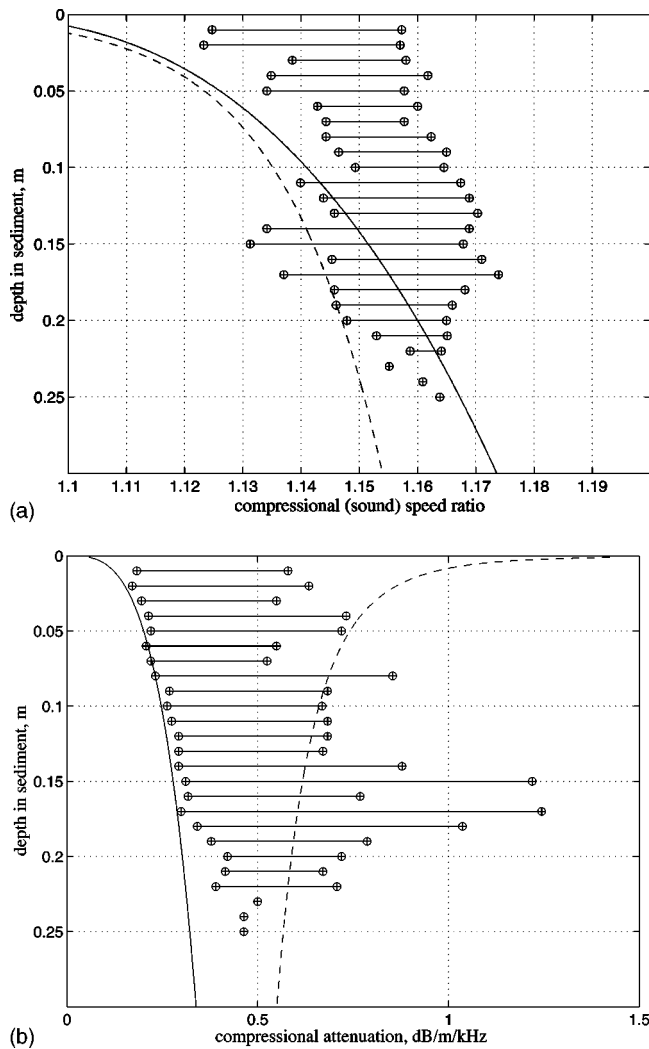 0
0.05
0.1
0.15
0.2
0.25
depth in sediment, m
1.1 1.11 1.12 1.13 1.14 1.15 1.16 1.17 1.18 1.19
compressional (sound) speed ratio
(a)
0
0.05
0.1
0.15
0.2
0.25
depth in sediment, m
0 0.5 1 1.5
compressional attenuation, dB/m/kHz
(b)